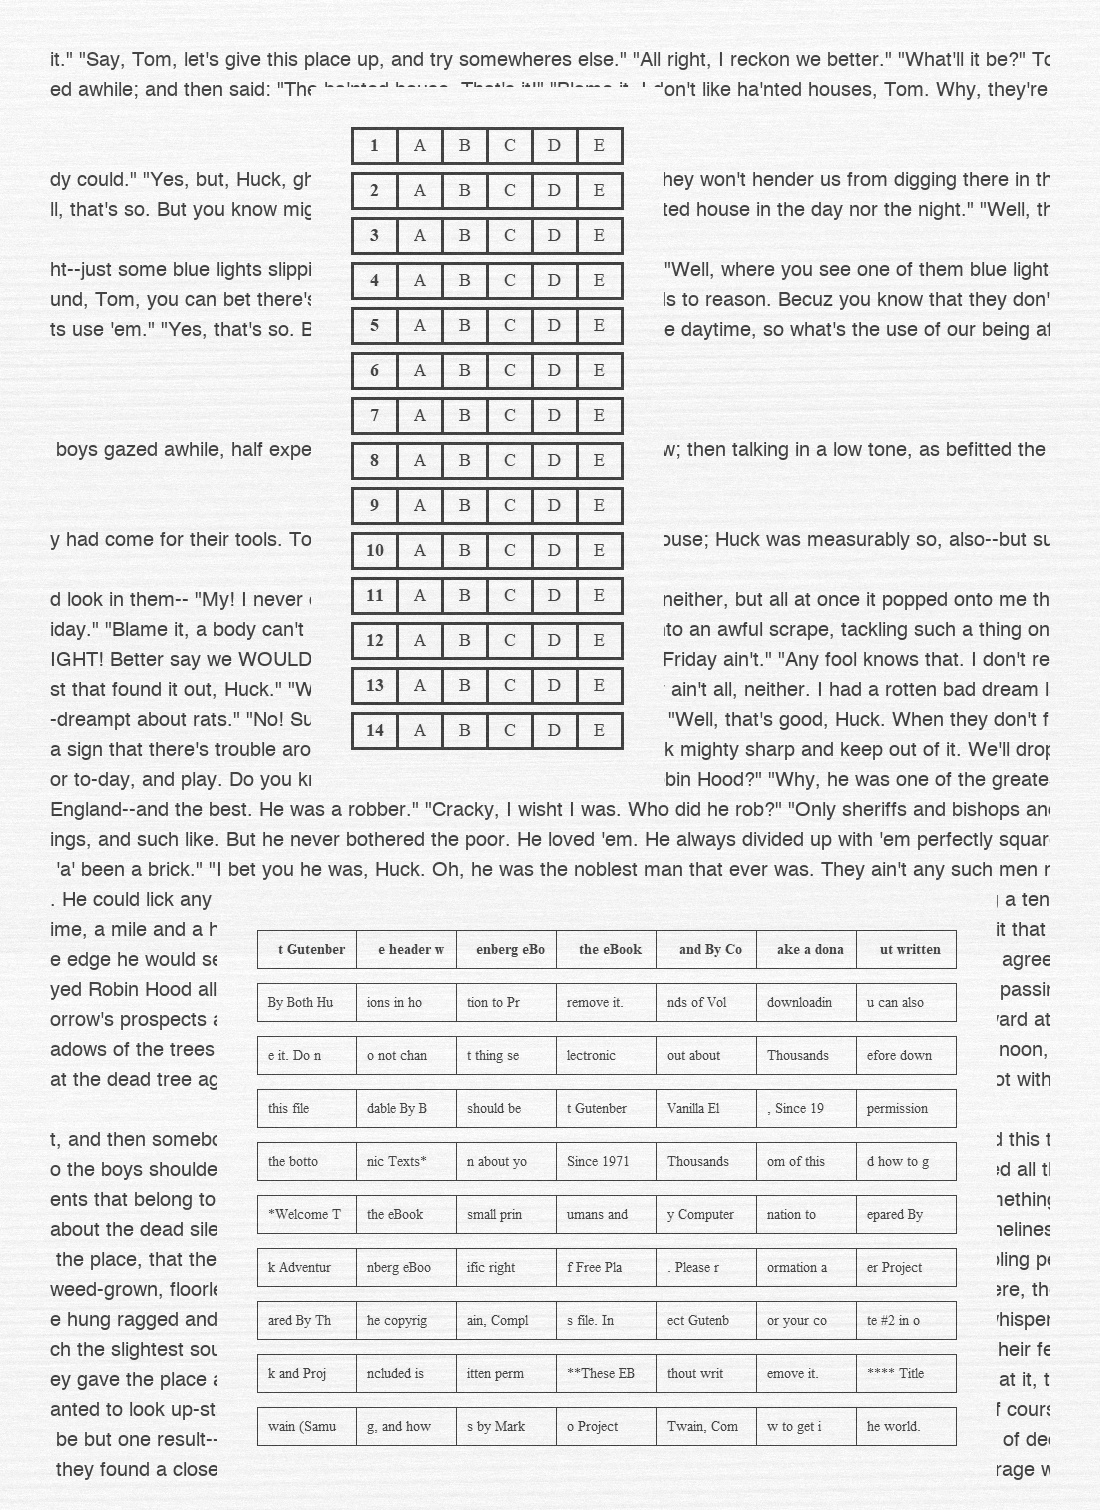 it." "Say, Tom, let's give this place up, and try somewheres else." "All right, I reckon we better." "What'll it be?" To
ed awhile; and then said: "The ha'nted house. That's it!" "Blame it, I don't like ha'nted houses, Tom. Why, they're
1 A B C D E
2 A B C D E
3 A B C D E
4 A B C D E
5 A B C D E
6 A B C D E
7 A B C D E
8 A B C D E
9 A B C D E
10 A B C D E
11 A B C D E
12 A B C D E
13 A B C D E
14 A B C D E
dy could." "Yes, but, Huck, gh hey won't hender us from digging there in th
ll, that's so. But you know mig ted house in the day nor the night." "Well, th
ht--just some blue lights slippi "Well, where you see one of them blue light
und, Tom, you can bet there's ds to reason. Becuz you know that they don'
ts use 'em." "Yes, that's so. B e daytime, so what's the use of our being af
boys gazed awhile, half expe w; then talking in a low tone, as befitted the
y had come for their tools. To ouse; Huck was measurably so, also--but su
d look in them-- "My! I never neither, but all at once it popped onto me th
iday." "Blame it, a body can't to an awful scrape, tackling such a thing on
IGHT! Better say we WOULD Friday ain't." "Any fool knows that. I don't re
st that found it out, Huck." "W ain't all, neither. I had a rotten bad dream l
-dreampt about rats." "No! Su "Well, that's good, Huck. When they don't f
a sign that there's trouble aro k mighty sharp and keep out of it. We'll drop
or to-day, and play. Do you kn bin Hood?" "Why, he was one of the greate
England--and the best. He was a robber." "Cracky, I wisht I was. Who did he rob?" "Only sheriffs and bishops and
ings, and such like. But he never bothered the poor. He loved 'em. He always divided up with 'em perfectly squar
'a' been a brick." "I bet you he was, Huck. Oh, he was the noblest man that ever was. They ain't any such men n
. He could lick any a ten
ime, a mile and a h it that
e edge he would se agree
yed Robin Hood all passin
orrow's prospects a ard at
adows of the trees noon,
at the dead tree ag ot with
t, and then somebo d this t
o the boys shoulde ed all th
ents that belong to nething
about the dead sile nelines
the place, that the ling pe
weed-grown, floorle ere, th
e hung ragged and whisper
ch the slightest sou heir fe
ey gave the place a at it, t
anted to look up-st f cours
be but one result-- of de
they found a close rage w
t Gutenber e header w enberg eBo the eBook and By Co ake a dona ut written
By Both Hu ions in ho tion to Pr remove it. nds of Vol downloadin u can also
e it. Do n o not chan t thing se lectronic out about Thousands efore down
this file dable By B should be t Gutenber Vanilla El , Since 19 permission
the botto nic Texts* n about yo Since 1971 Thousands om of this d how to g
*Welcome T the eBook small prin umans and y Computer nation to epared By
k Adventur nberg eBoo ific right f Free Pla . Please r ormation a er Project
ared By Th he copyrig ain, Compl s file. In ect Gutenb or your co te #2 in o
k and Proj ncluded is itten perm **These EB thout writ emove it. **** Title
wain (Samu g, and how s by Mark o Project Twain, Com w to get i he world.